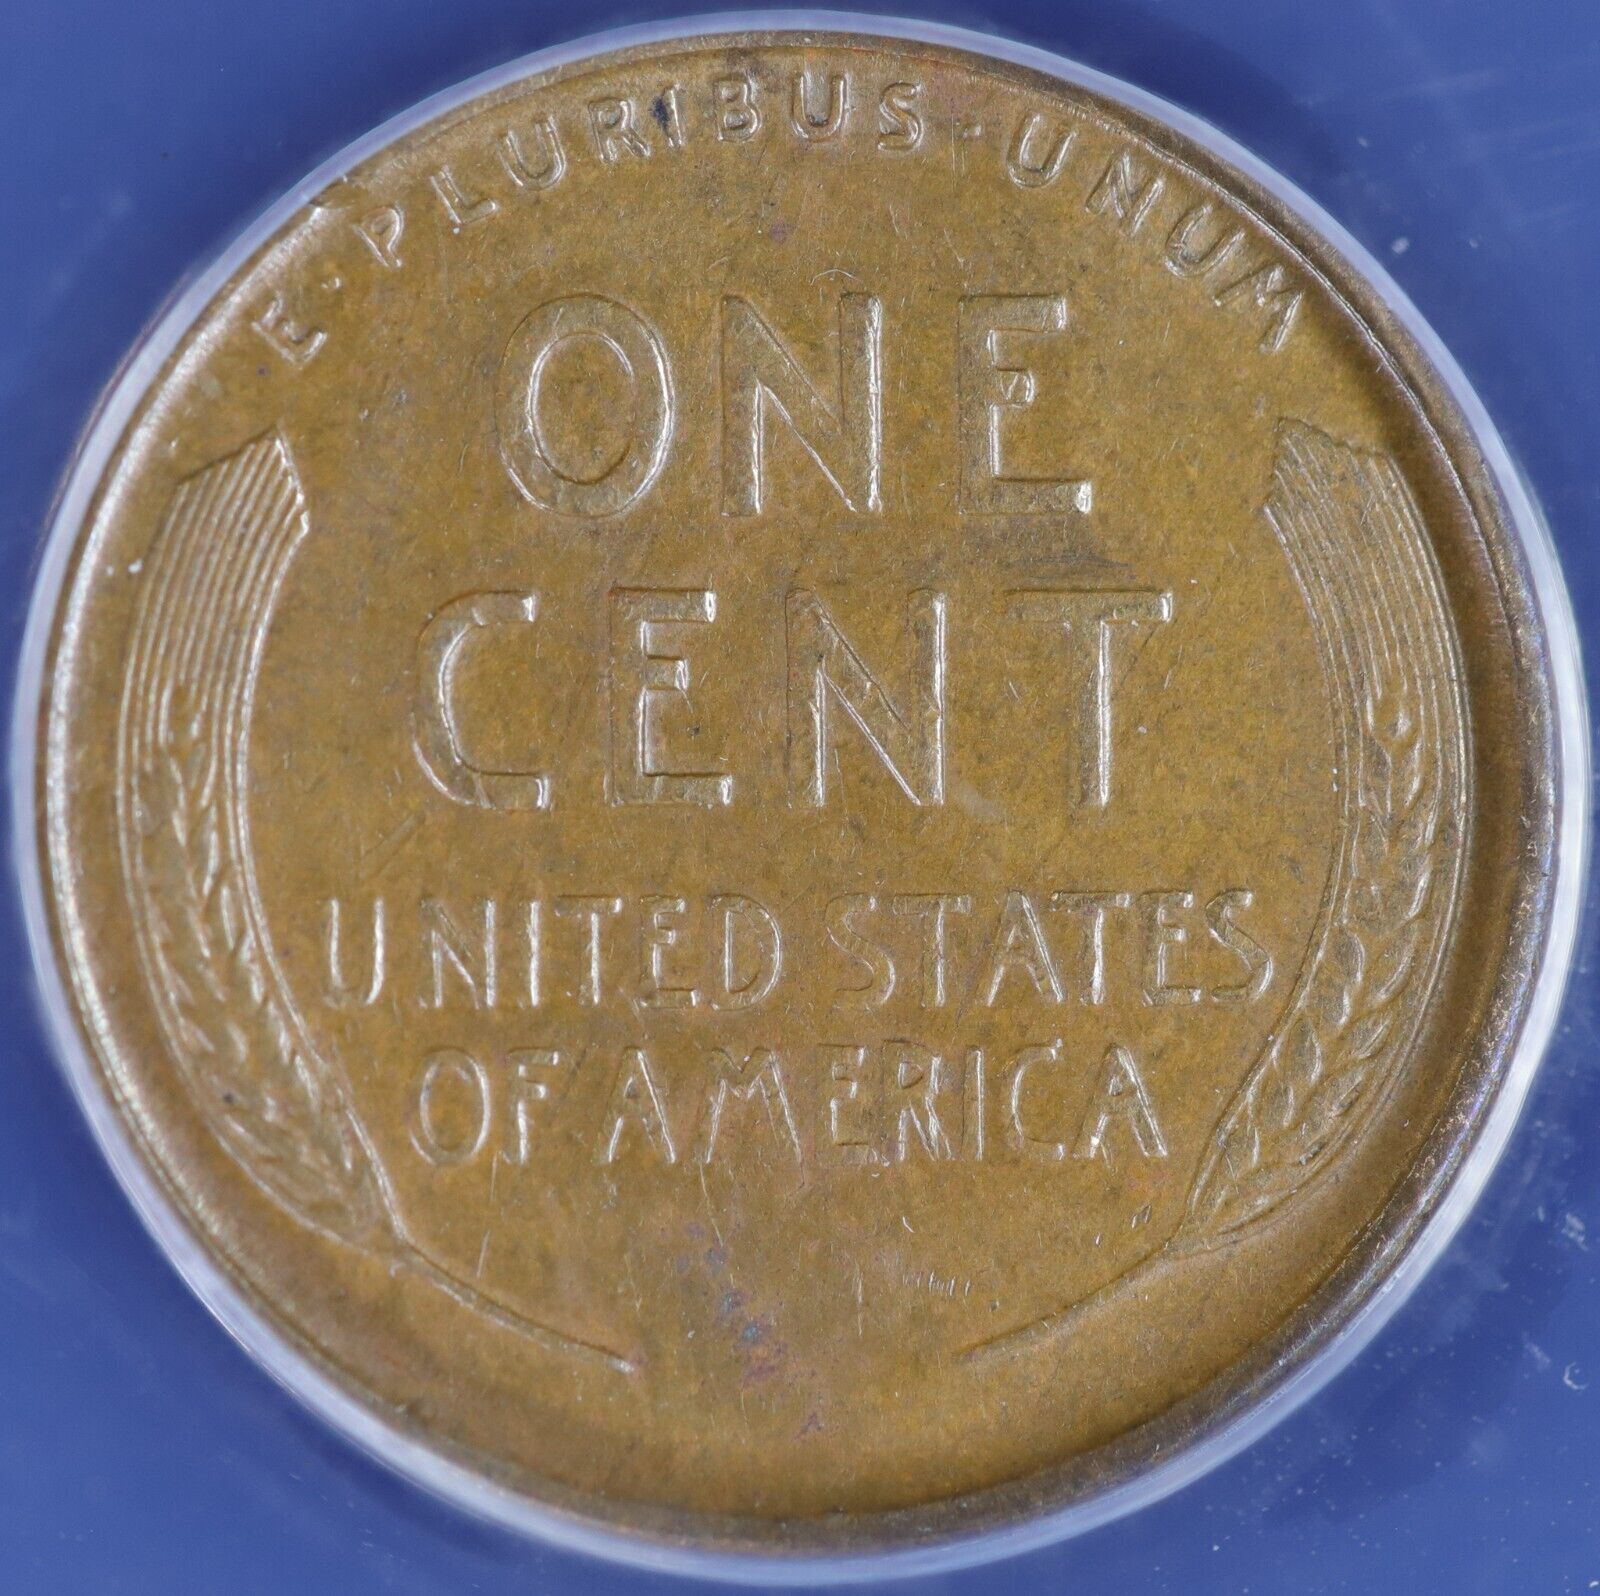 E·PLURIBUS·UNUM
ONE
CENT
UNITED STATES
OF AMERICA